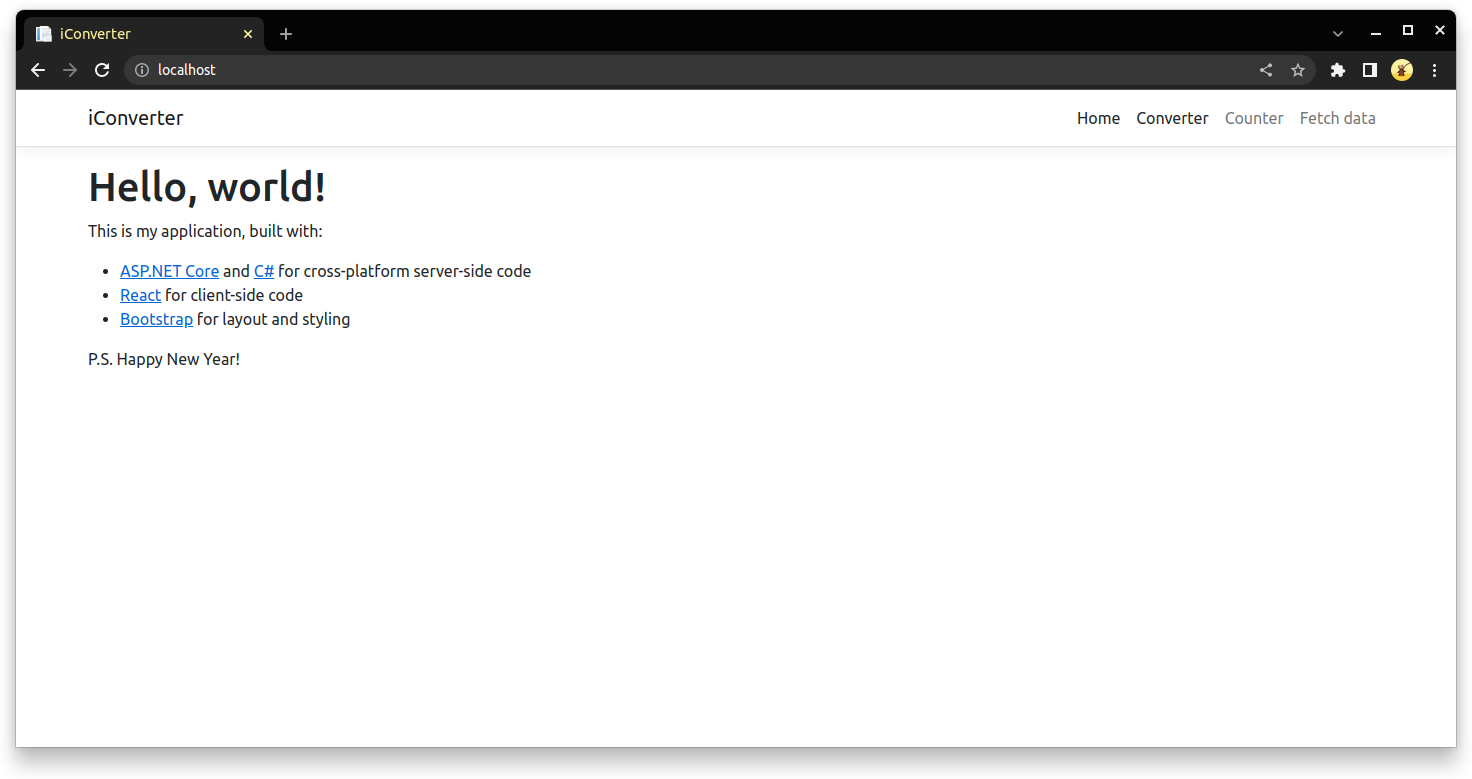 iConverter
localhost
iConverter
Home Converter Counter Fetch data
Hello, world!
This is my application, built with:
ASP.NET Core and C# for cross-platform server-side code
React for client-side code
Bootstrap for layout and styling
P.S. Happy New Year!